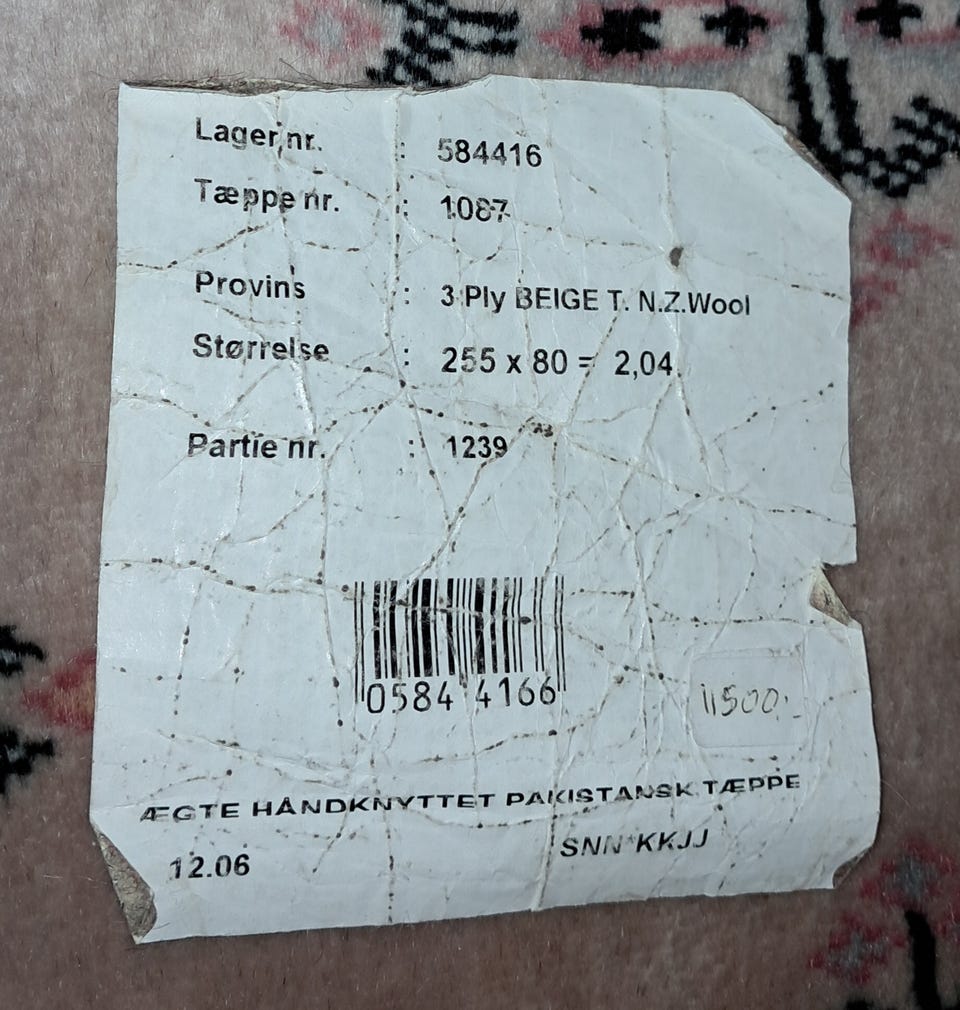 Lager nr. : 584416
Tæppe nr. : 1087
Provins : 3 Ply BEIGE T. N.Z.Wool
Størrelse : 255 x 80 = 2,04
Partie nr. : 1239
0584 4166
11500.-
ÆGTE HÅNDKNYTTET PAKISTANSK TÆPPE
12.06 SNN*KKJJ